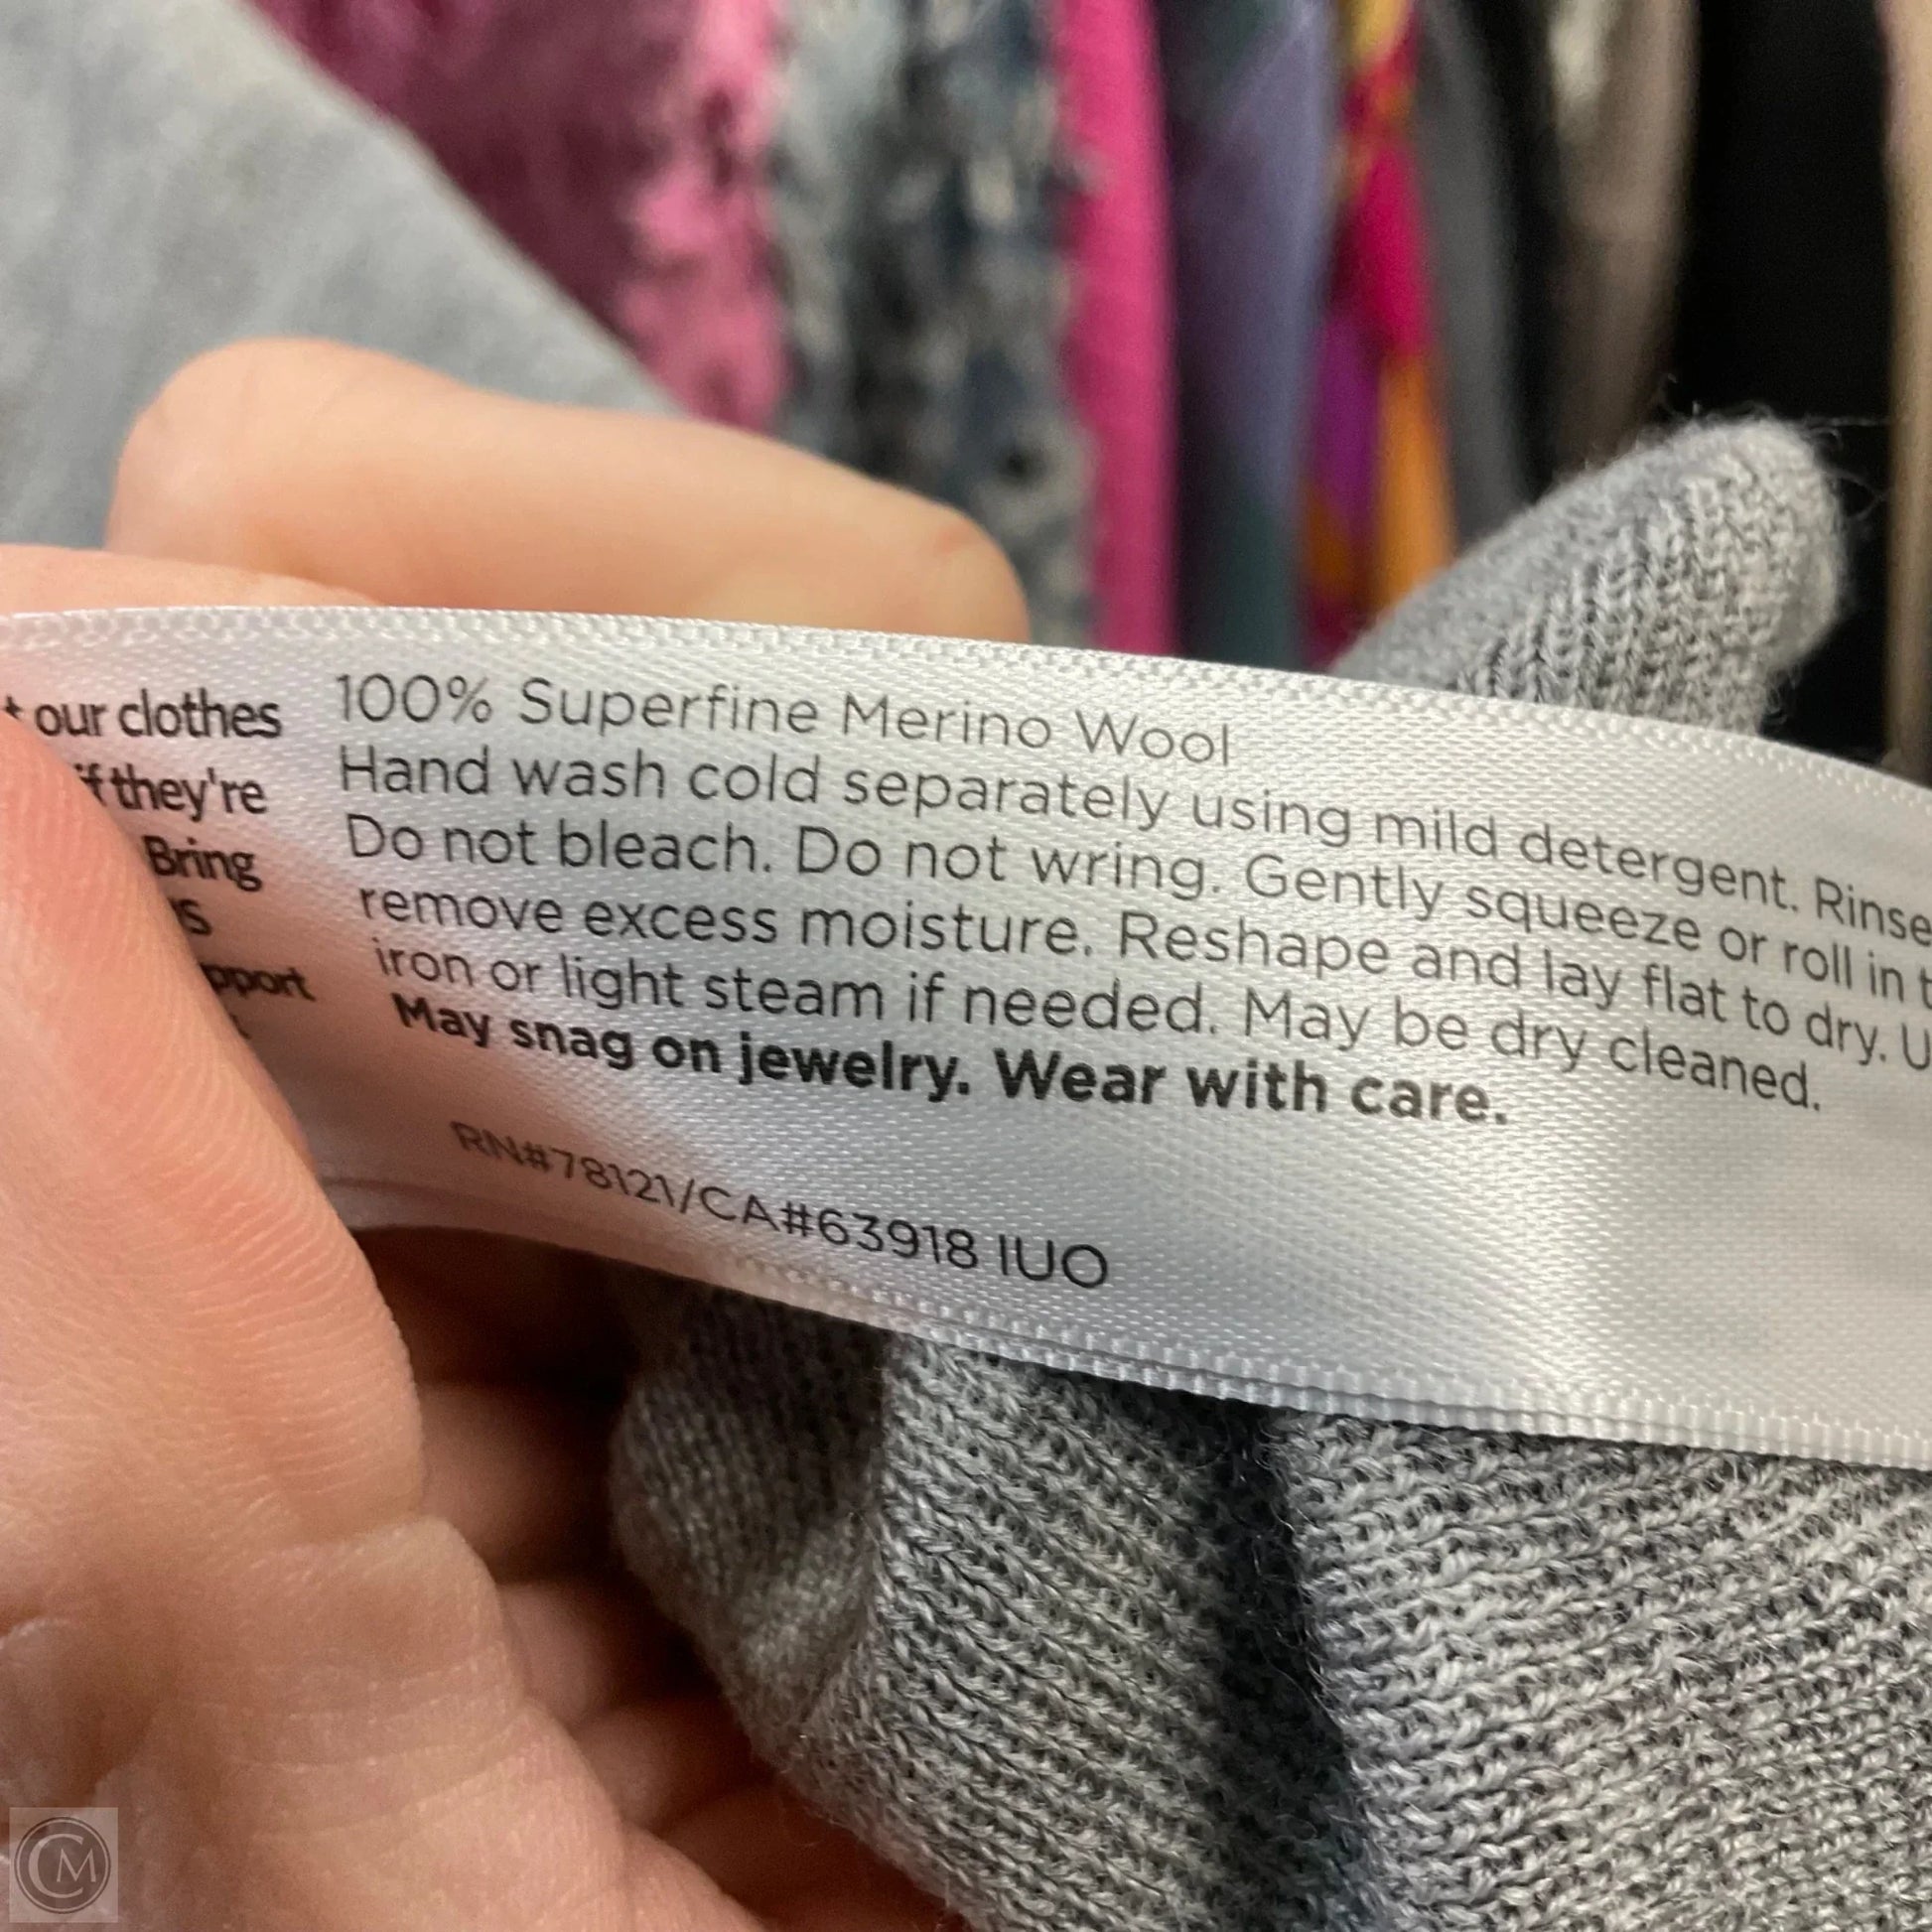 our clothes
if they're
Bring
pport
100% Superfine Merino Wool
Hand wash cold separately using mild detergent. Rinse
Do not bleach. Do not wring. Gently squeeze or roll in t
remove excess moisture. Reshape and lay flat to dry. U
iron or light steam if needed. May be dry cleaned.
May snag on jewelry. Wear with care.
RN#78121/CA#63918 IUO
CM